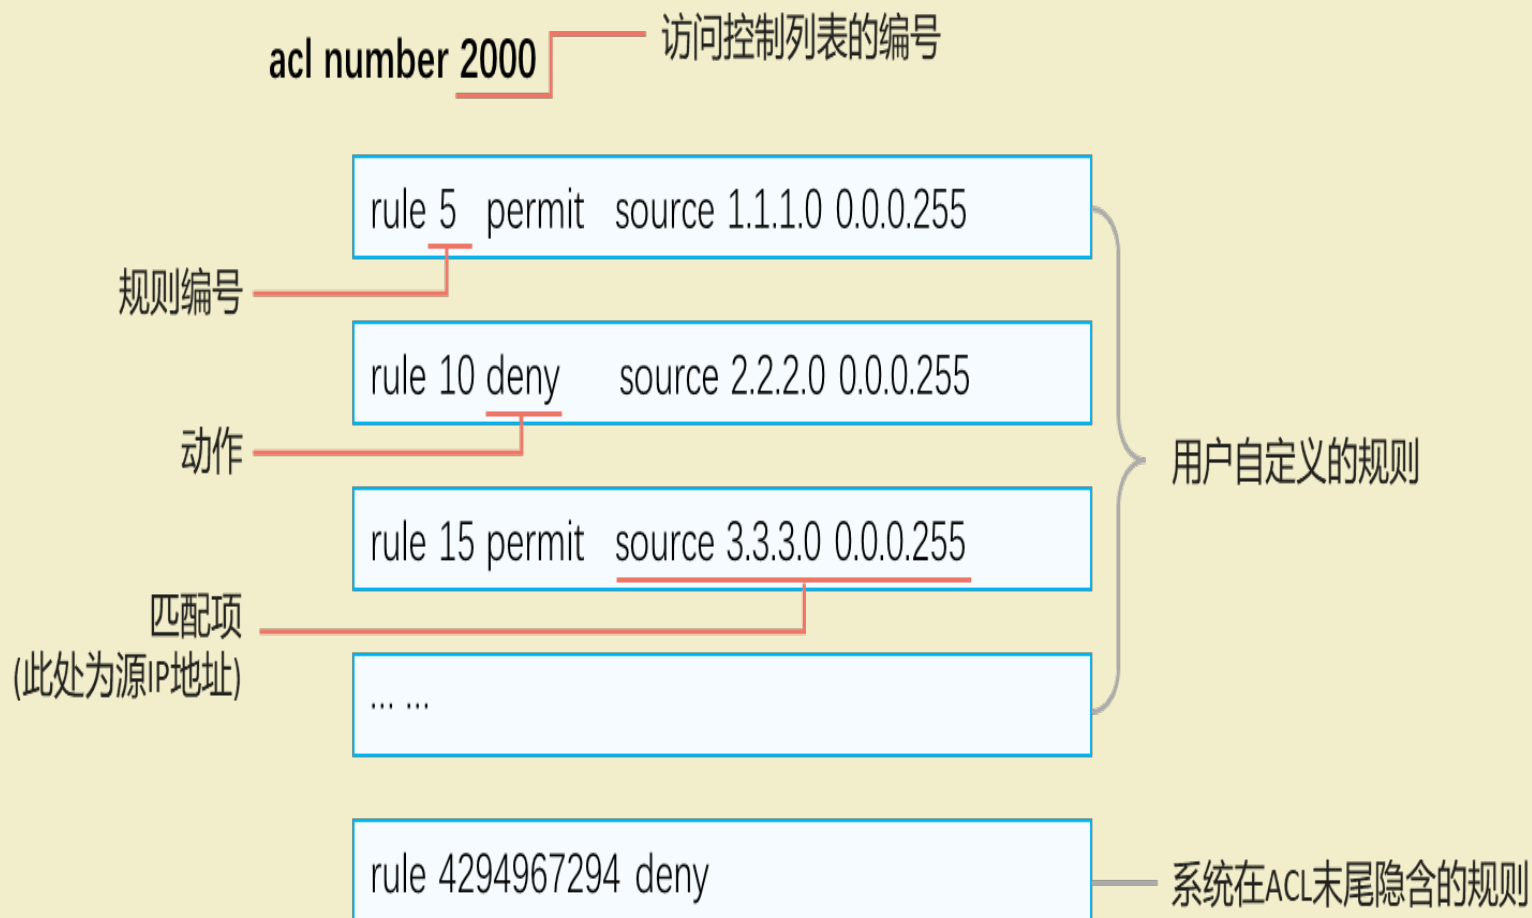 访问控制列表的编号
acl number 2000
rule 5 permit source 1.1.1.0 0.0.0.255
规则编号
rule 10 deny source 2.2.2.0 0.0.0.255
动作
用户自定义的规则
rule 15 permit source 3.3.3.0 0.0.0.255
匹配项
(此处为源IP地址)
... ...
rule 4294967294 deny
系统在ACL末尾隐含的规则